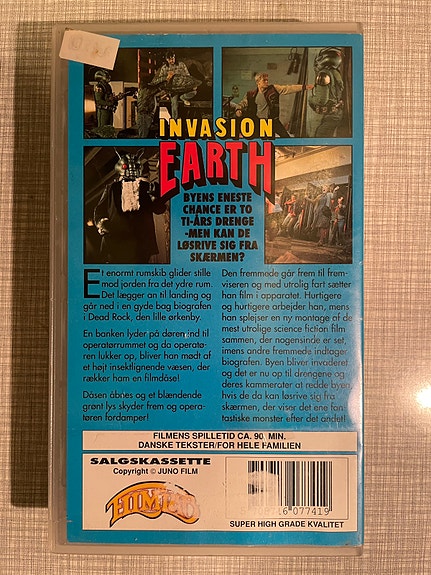 INVASION
EARTH
BYENS ENESTE
CHANCE ER TO
TI-ÅRS DRENGE
-MEN KAN DE
LØSRIVE SIG FRA
SKÆRMEN?
Et enormt rumskib glider stille
mod jorden fra det ydre rum.
Det lægger an til landing og
går ned i en gyde bag biografen
i Dead Rock, den lille ørkenby.
En banken lyder på døren ind til
operatørrummet og da operatø-
ren lukker op, bliver han mødt af
et højt insektlignende væsen, der
rækker ham en filmdåse!
Dåsen åbnes og et blændende
grønt lys skyder frem og opera-
tøren fordamper!
Den fremmede går frem til frem-
viseren og med utrolig fart sætter
han film i apparatet. Hurtigere
og hurtigere arbejder han, mens
han splejser en ny montage af de
mest utrolige science fiction film
sammen, der nogensinde er set,
imens andre fremmede indtager
biografen. Byen bliver invaderet
og det er nu op til drengene og
deres kammerater at redde byen,
hvis de da kan løsrive sig fra
skærmen, der viser det ene fan-
tastiske monster efter det andet!
FILMENS SPILLETID CA. 90 MIN.
DANSKE TEKSTER/FOR HELE FAMILIEN
SALGSKASSETTE
Copyright © JUNO FILM
16 077419
SUPER HIGH GRADE KVALITET